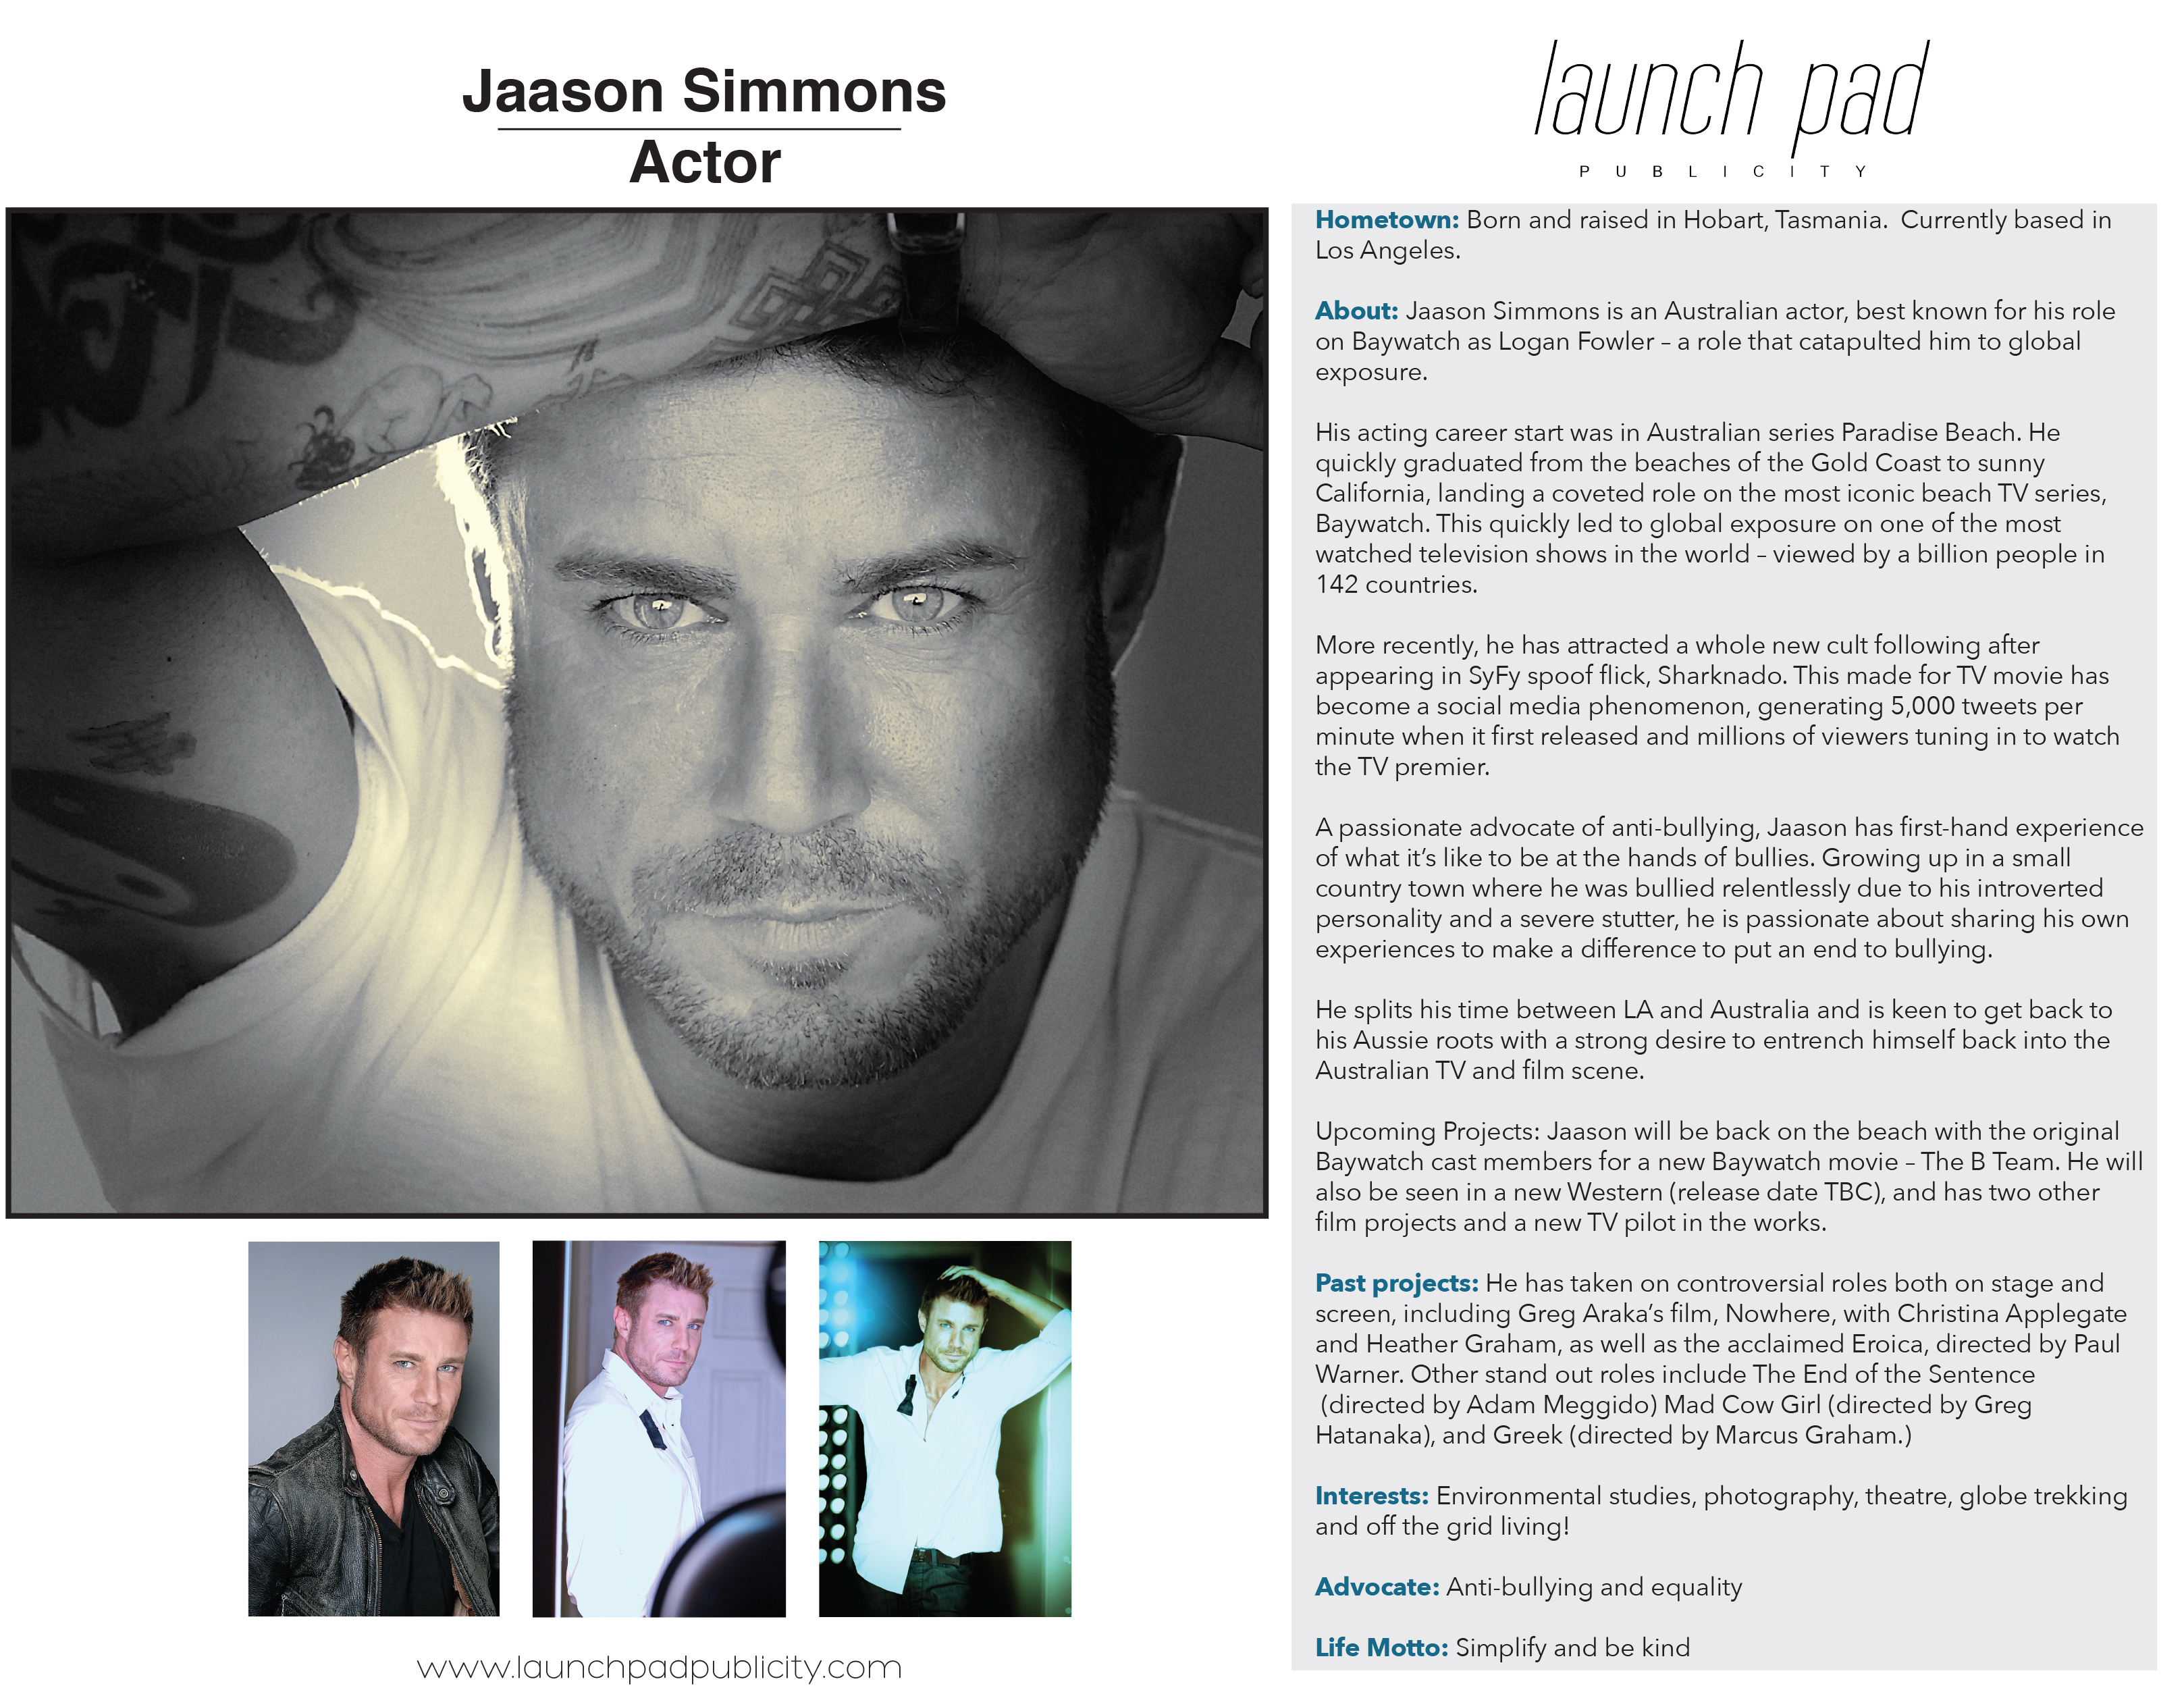 Jaason Simmons
Actor
launch pad
PUBLICITY
Hometown: Born and raised in Hobart, Tasmania.  Currently based in
Los Angeles.
About: Jaason Simmons is an Australian actor, best known for his role
on Baywatch as Logan Fowler – a role that catapulted him to global
exposure.
His acting career start was in Australian series Paradise Beach. He
quickly graduated from the beaches of the Gold Coast to sunny
California, landing a coveted role on the most iconic beach TV series,
Baywatch. This quickly led to global exposure on one of the most
watched television shows in the world – viewed by a billion people in
142 countries.
More recently, he has attracted a whole new cult following after
appearing in SyFy spoof flick, Sharknado. This made for TV movie has
become a social media phenomenon, generating 5,000 tweets per
minute when it first released and millions of viewers tuning in to watch
the TV premier.
A passionate advocate of anti-bullying, Jaason has first-hand experience
of what it’s like to be at the hands of bullies. Growing up in a small
country town where he was bullied relentlessly due to his introverted
personality and a severe stutter, he is passionate about sharing his own
experiences to make a difference to put an end to bullying.
He splits his time between LA and Australia and is keen to get back to
his Aussie roots with a strong desire to entrench himself back into the
Australian TV and film scene.
Upcoming Projects: Jaason will be back on the beach with the original
Baywatch cast members for a new Baywatch movie – The B Team. He will
also be seen in a new Western (release date TBC), and has two other
film projects and a new TV pilot in the works.
Past projects: He has taken on controversial roles both on stage and
screen, including Greg Araka’s film, Nowhere, with Christina Applegate
and Heather Graham, as well as the acclaimed Eroica, directed by Paul
Warner. Other stand out roles include The End of the Sentence
(directed by Adam Meggido) Mad Cow Girl (directed by Greg
Hatanaka), and Greek (directed by Marcus Graham.)
Interests: Environmental studies, photography, theatre, globe trekking
and off the grid living!
Advocate: Anti-bullying and equality
Life Motto: Simplify and be kind
www.launchpadpublicity.com